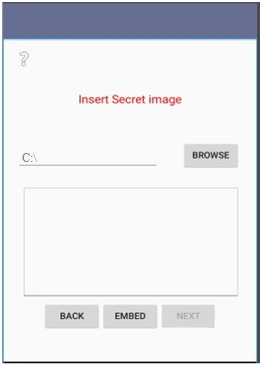 ?
Insert Secret image
C:\
BROWSE
BACK EMBED NEXT